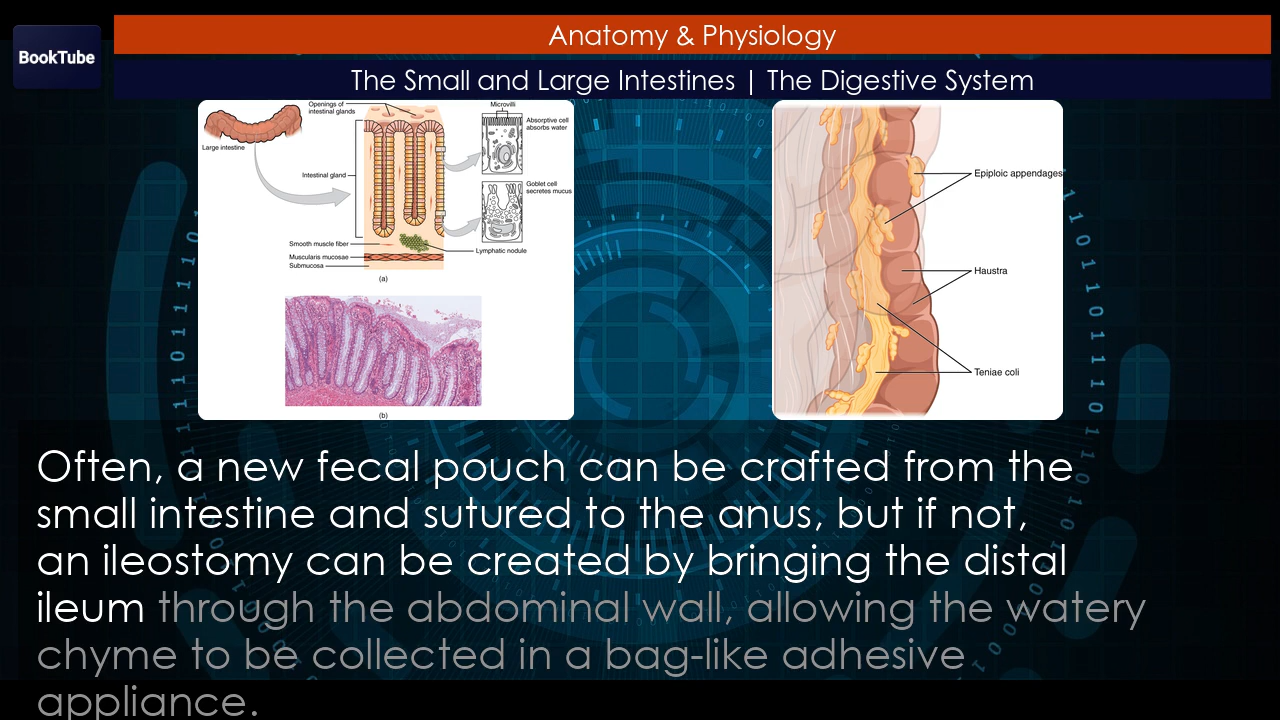 BookTube
Anatomy & Physiology
The Small and Large Intestines | The Digestive System
Openings of
intestinal glands
Large intestine
Intestinal gland
Smooth muscle fiber
Muscularis mucosae
Submucosa
Microvilli
Absorptive cell
absorbs water
Goblet cell
secretes mucus
Lymphatic nodule
(a)
(b)
Epiploic appendages
Haustra
Teniae coli
Often, a new fecal pouch can be crafted from the
small intestine and sutured to the anus, but if not,
an ileostomy can be created by bringing the distal
ileum through the abdominal wall, allowing the watery
chyme to be collected in a bag-like adhesive
appliance.